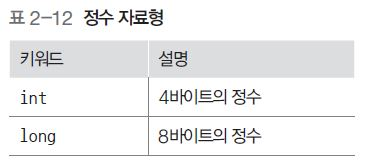 표 2-12 정수 자료형
키워드 설명
int 4바이트의 정수
long 8바이트의 정수